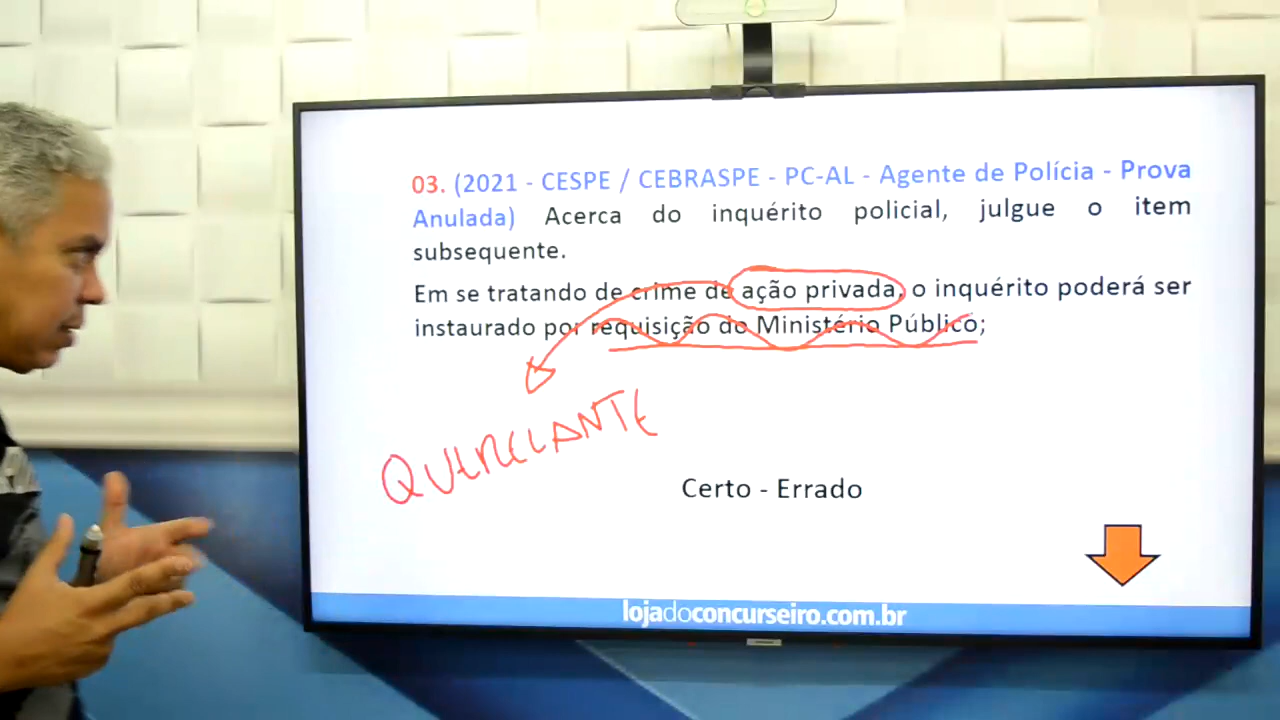 03. (2021 - CESPE / CEBRASPE - PC-AL - Agente de Polícia - Prova
Anulada) Acerca do inquérito policial, julgue o item
subsequente.
Em se tratando de crime de ação privada, o inquérito poderá ser
instaurado por requisição do Ministério Público;
QUERELANTE
Certo - Errado
lojadoconcurseiro.com.br